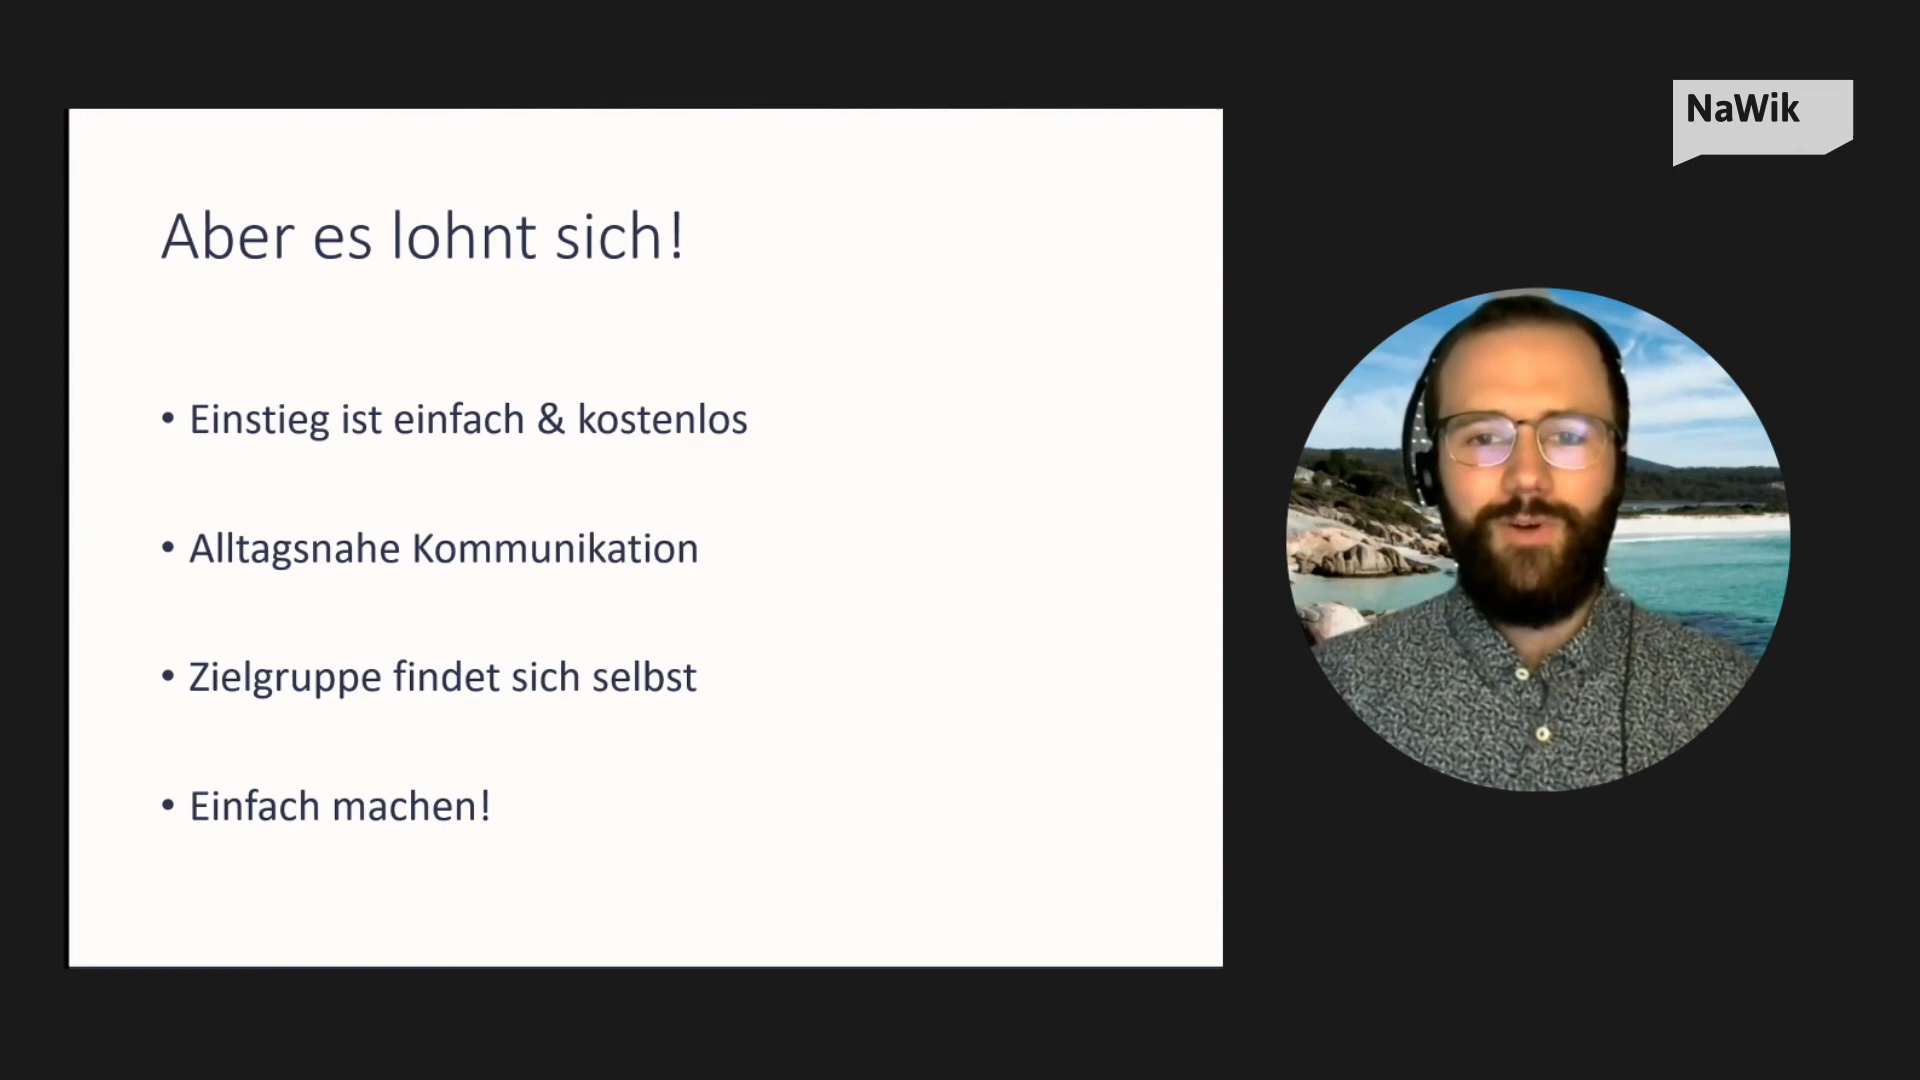 NaWik
Aber es lohnt sich!
• Einstieg ist einfach & kostenlos
• Alltagsnahe Kommunikation
• Zielgruppe findet sich selbst
• Einfach machen!